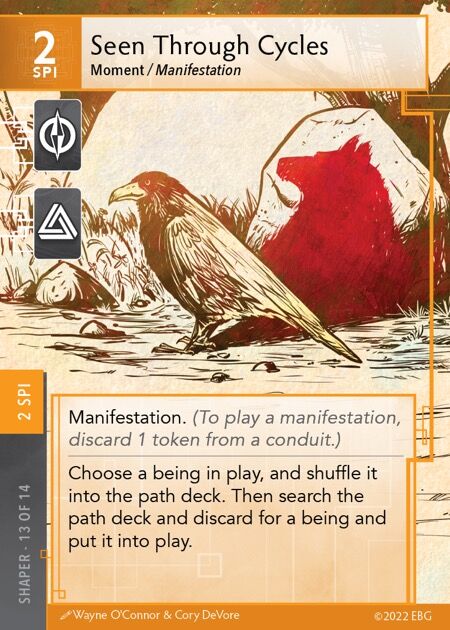 2
SPI
Seen Through Cycles
Moment / Manifestation
2 SPI
Manifestation. (To play a manifestation,
discard 1 token from a conduit.)
Choose a being in play, and shuffle it
into the path deck. Then search the
path deck and discard for a being and
put it into play.
SHAPER - 13 OF 14
Wayne O'Connor & Cory DeVore
©2022 EBG